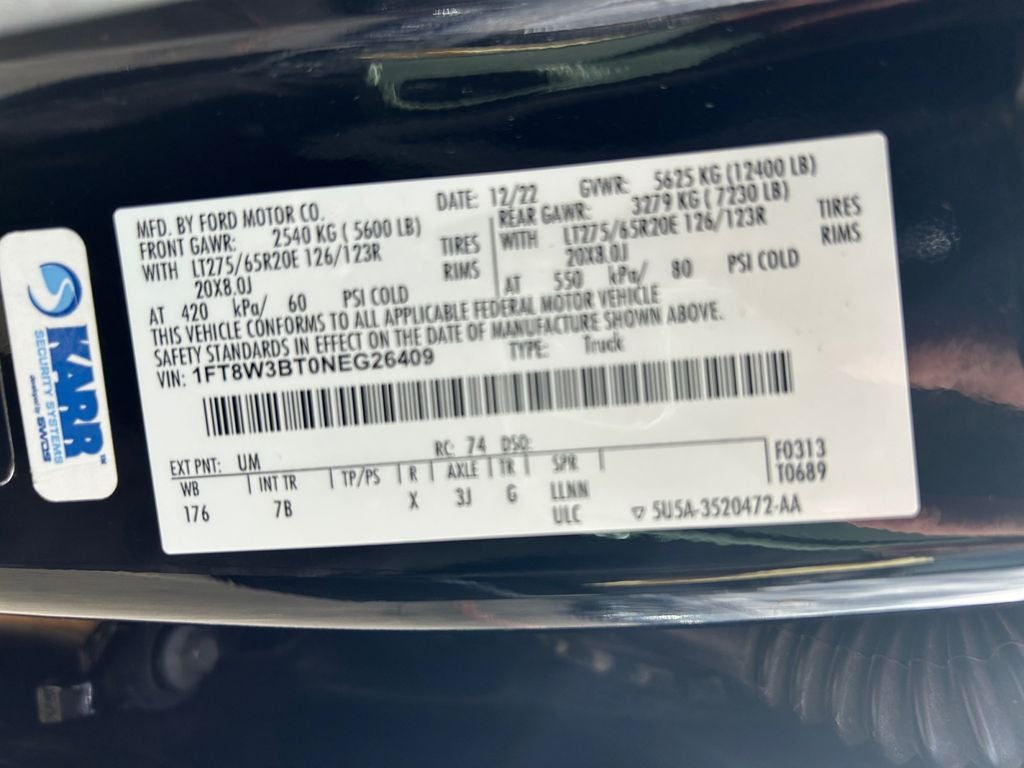 MFD. BY FORD MOTOR CO.
DATE: 12/22
GVWR: 5625 KG (12400 LB)
FRONT GAWR: 2540 KG ( 5600 LB)
REAR GAWR: 3279 KG ( 7230 LB)
WITH LT275/65R20E 126/123R TIRES
WITH LT275/65R20E 126/123R TIRES
20X8.0J RIMS
20X8.0J RIMS
AT 420 kPa/ 60 PSI COLD
AT 550 kPa/ 80 PSI COLD
THIS VEHICLE CONFORMS TO ALL APPLICABLE FEDERAL MOTOR VEHICLE
SAFETY STANDARDS IN EFFECT ON THE DATE OF MANUFACTURE SHOWN ABOVE.
VIN: 1FT8W3BT0NEG26409
TYPE: Truck
EXT PNT: UM RC: 74 DSO:
WB INT TR TP/PS R AXLE TR SPR
176 7B X 3J G LLNN
ULC
F0313
T0689
▽ 5U5A-3520472-AA
KARR™
SECURITY SYSTEMS
developed by SWDS